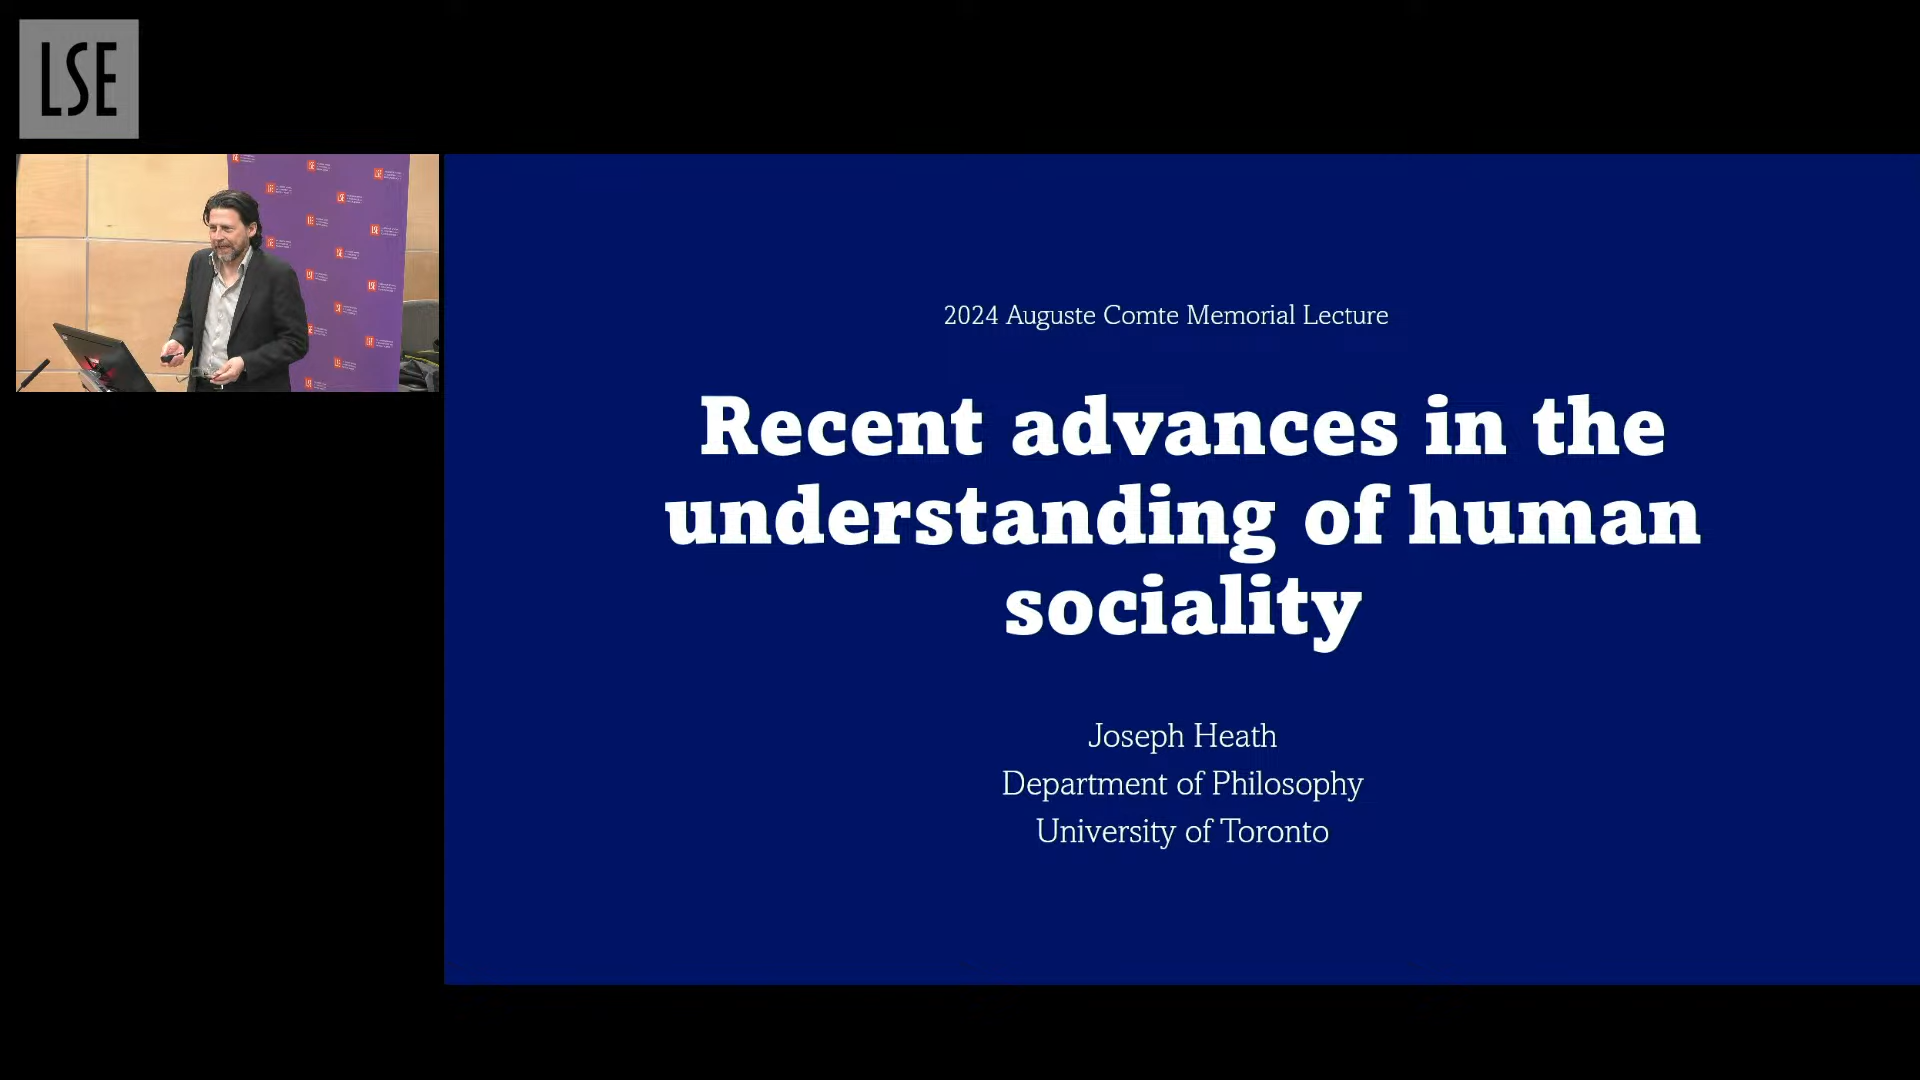 LSE
2024 Auguste Comte Memorial Lecture
Recent advances in the
understanding of human
sociality
Joseph Heath
Department of Philosophy
University of Toronto